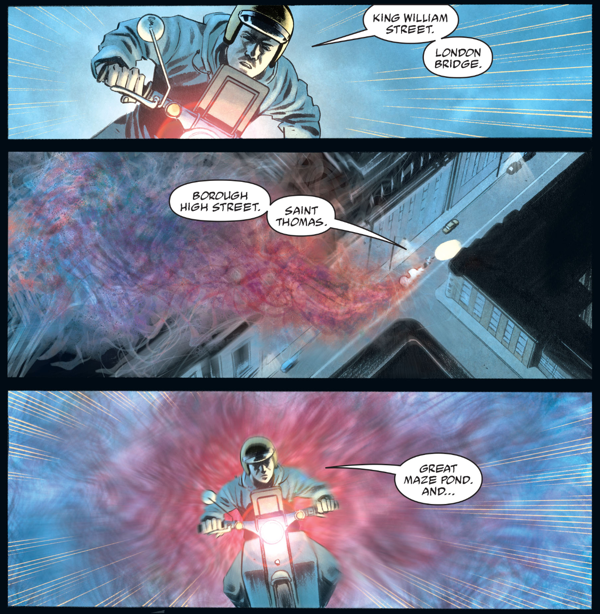 KING WILLIAM
STREET.
LONDON
BRIDGE.
BOROUGH
HIGH STREET.
SAINT
THOMAS.
GREAT
MAZE POND.
AND...